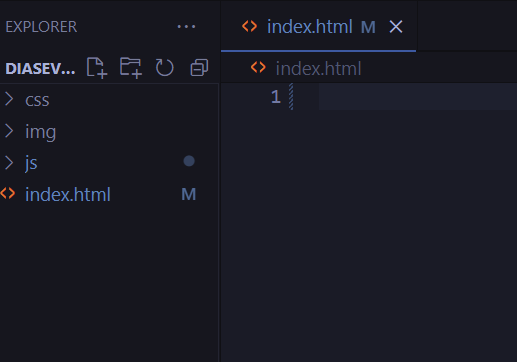 EXPLORER
DIASEV...
css
img
js
index.html M
index.html M
index.html
1